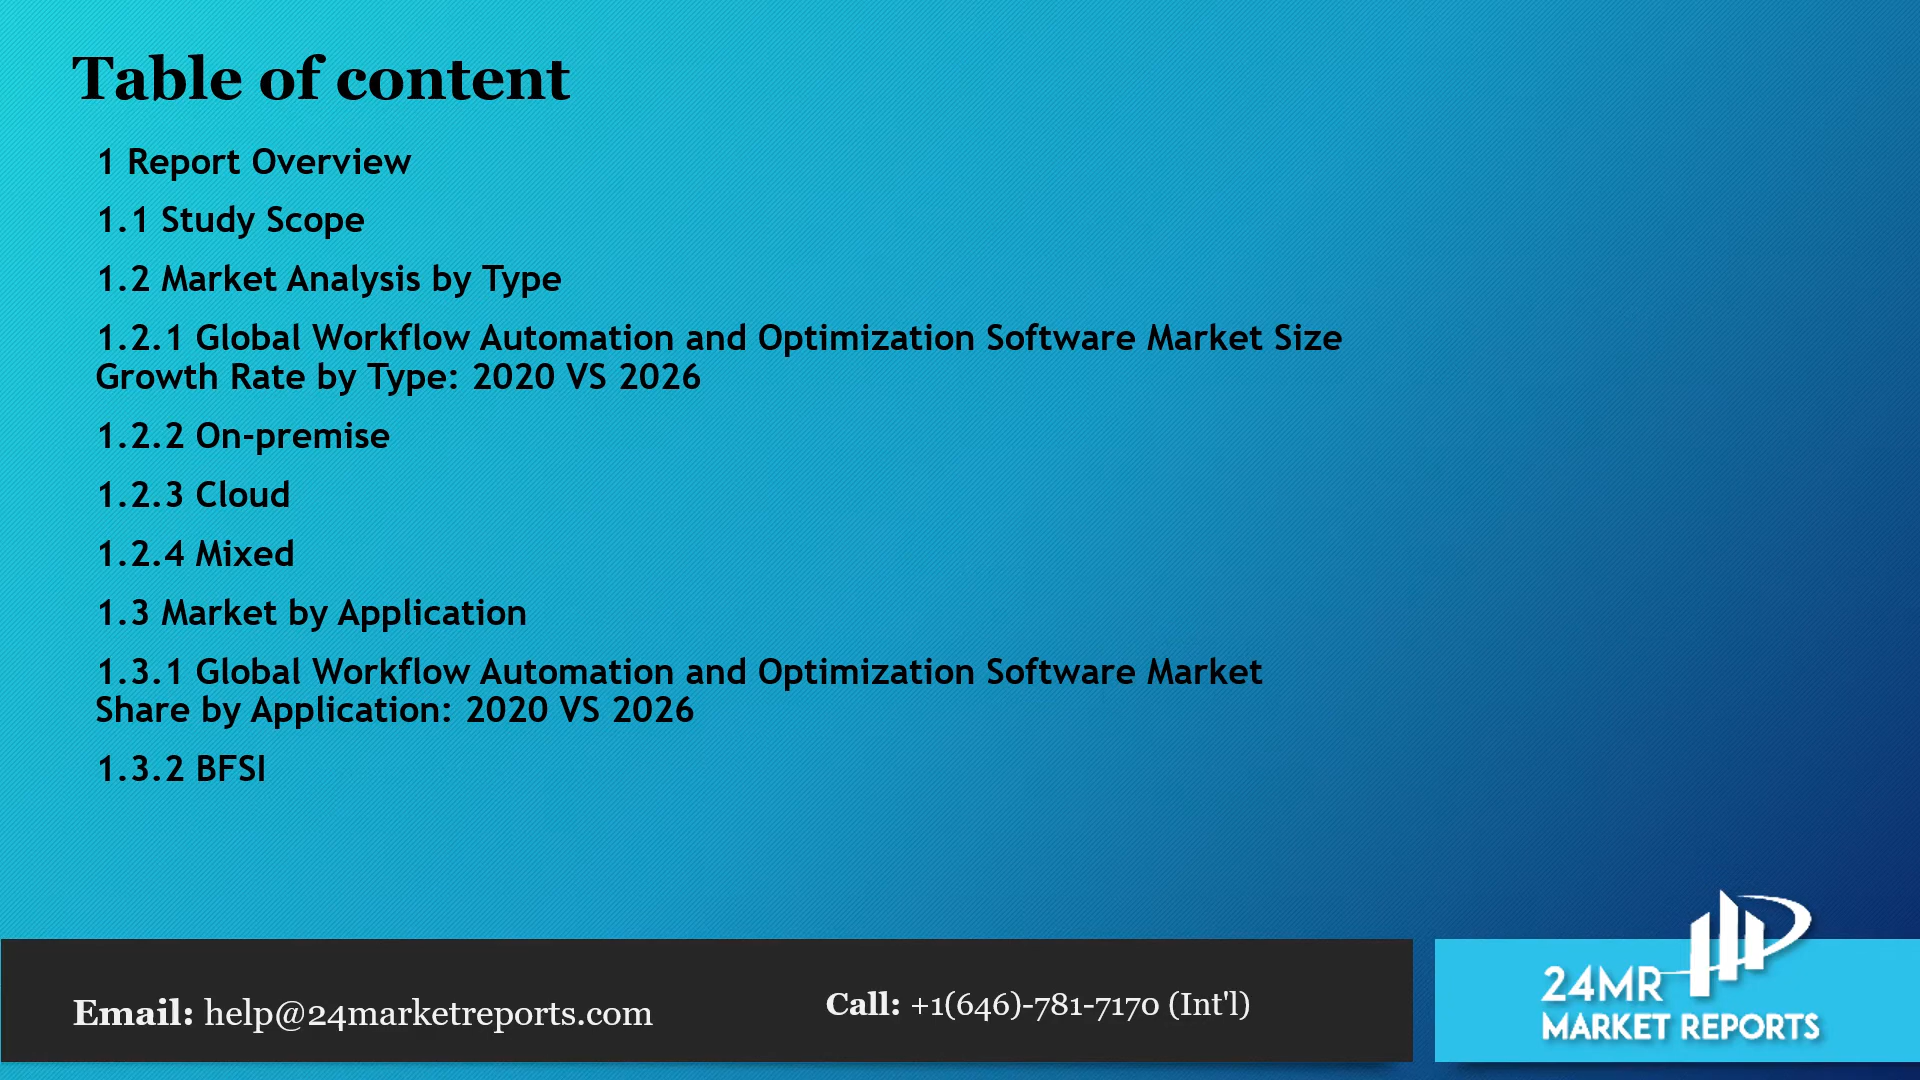 Table of content
1 Report Overview
1.1 Study Scope
1.2 Market Analysis by Type
1.2.1 Global Workflow Automation and Optimization Software Market Size
Growth Rate by Type: 2020 VS 2026
1.2.2 On-premise
1.2.3 Cloud
1.2.4 Mixed
1.3 Market by Application
1.3.1 Global Workflow Automation and Optimization Software Market
Share by Application: 2020 VS 2026
1.3.2 BFSI
Email: help@24marketreports.com
Call: +1(646)-781-7170 (Int'l)
24MR
MARKET REPORTS